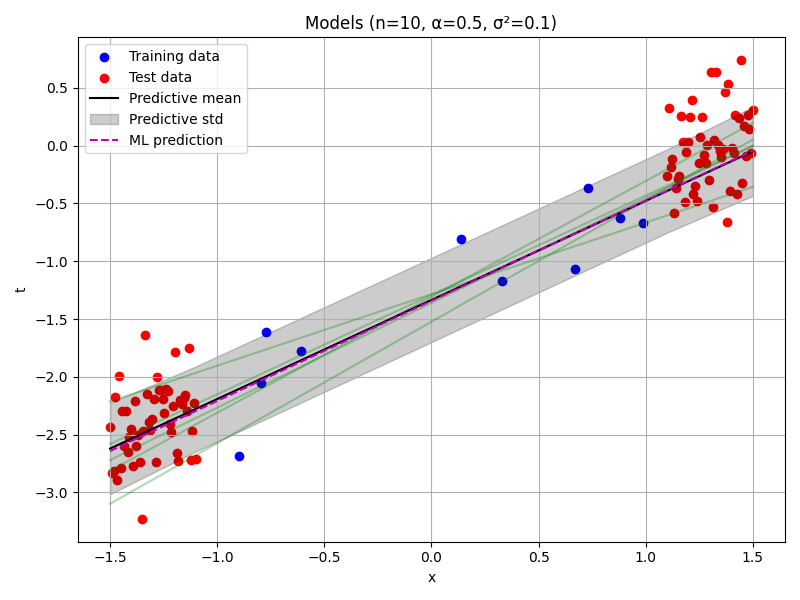 Models (n=10, α=0.5, σ²=0.1)
Training data
Test data
Predictive mean
Predictive std
ML prediction
t
0.5
0.0
−0.5
−1.0
−1.5
−2.0
−2.5
−3.0
−1.5 −1.0 −0.5 0.0 0.5 1.0 1.5
x